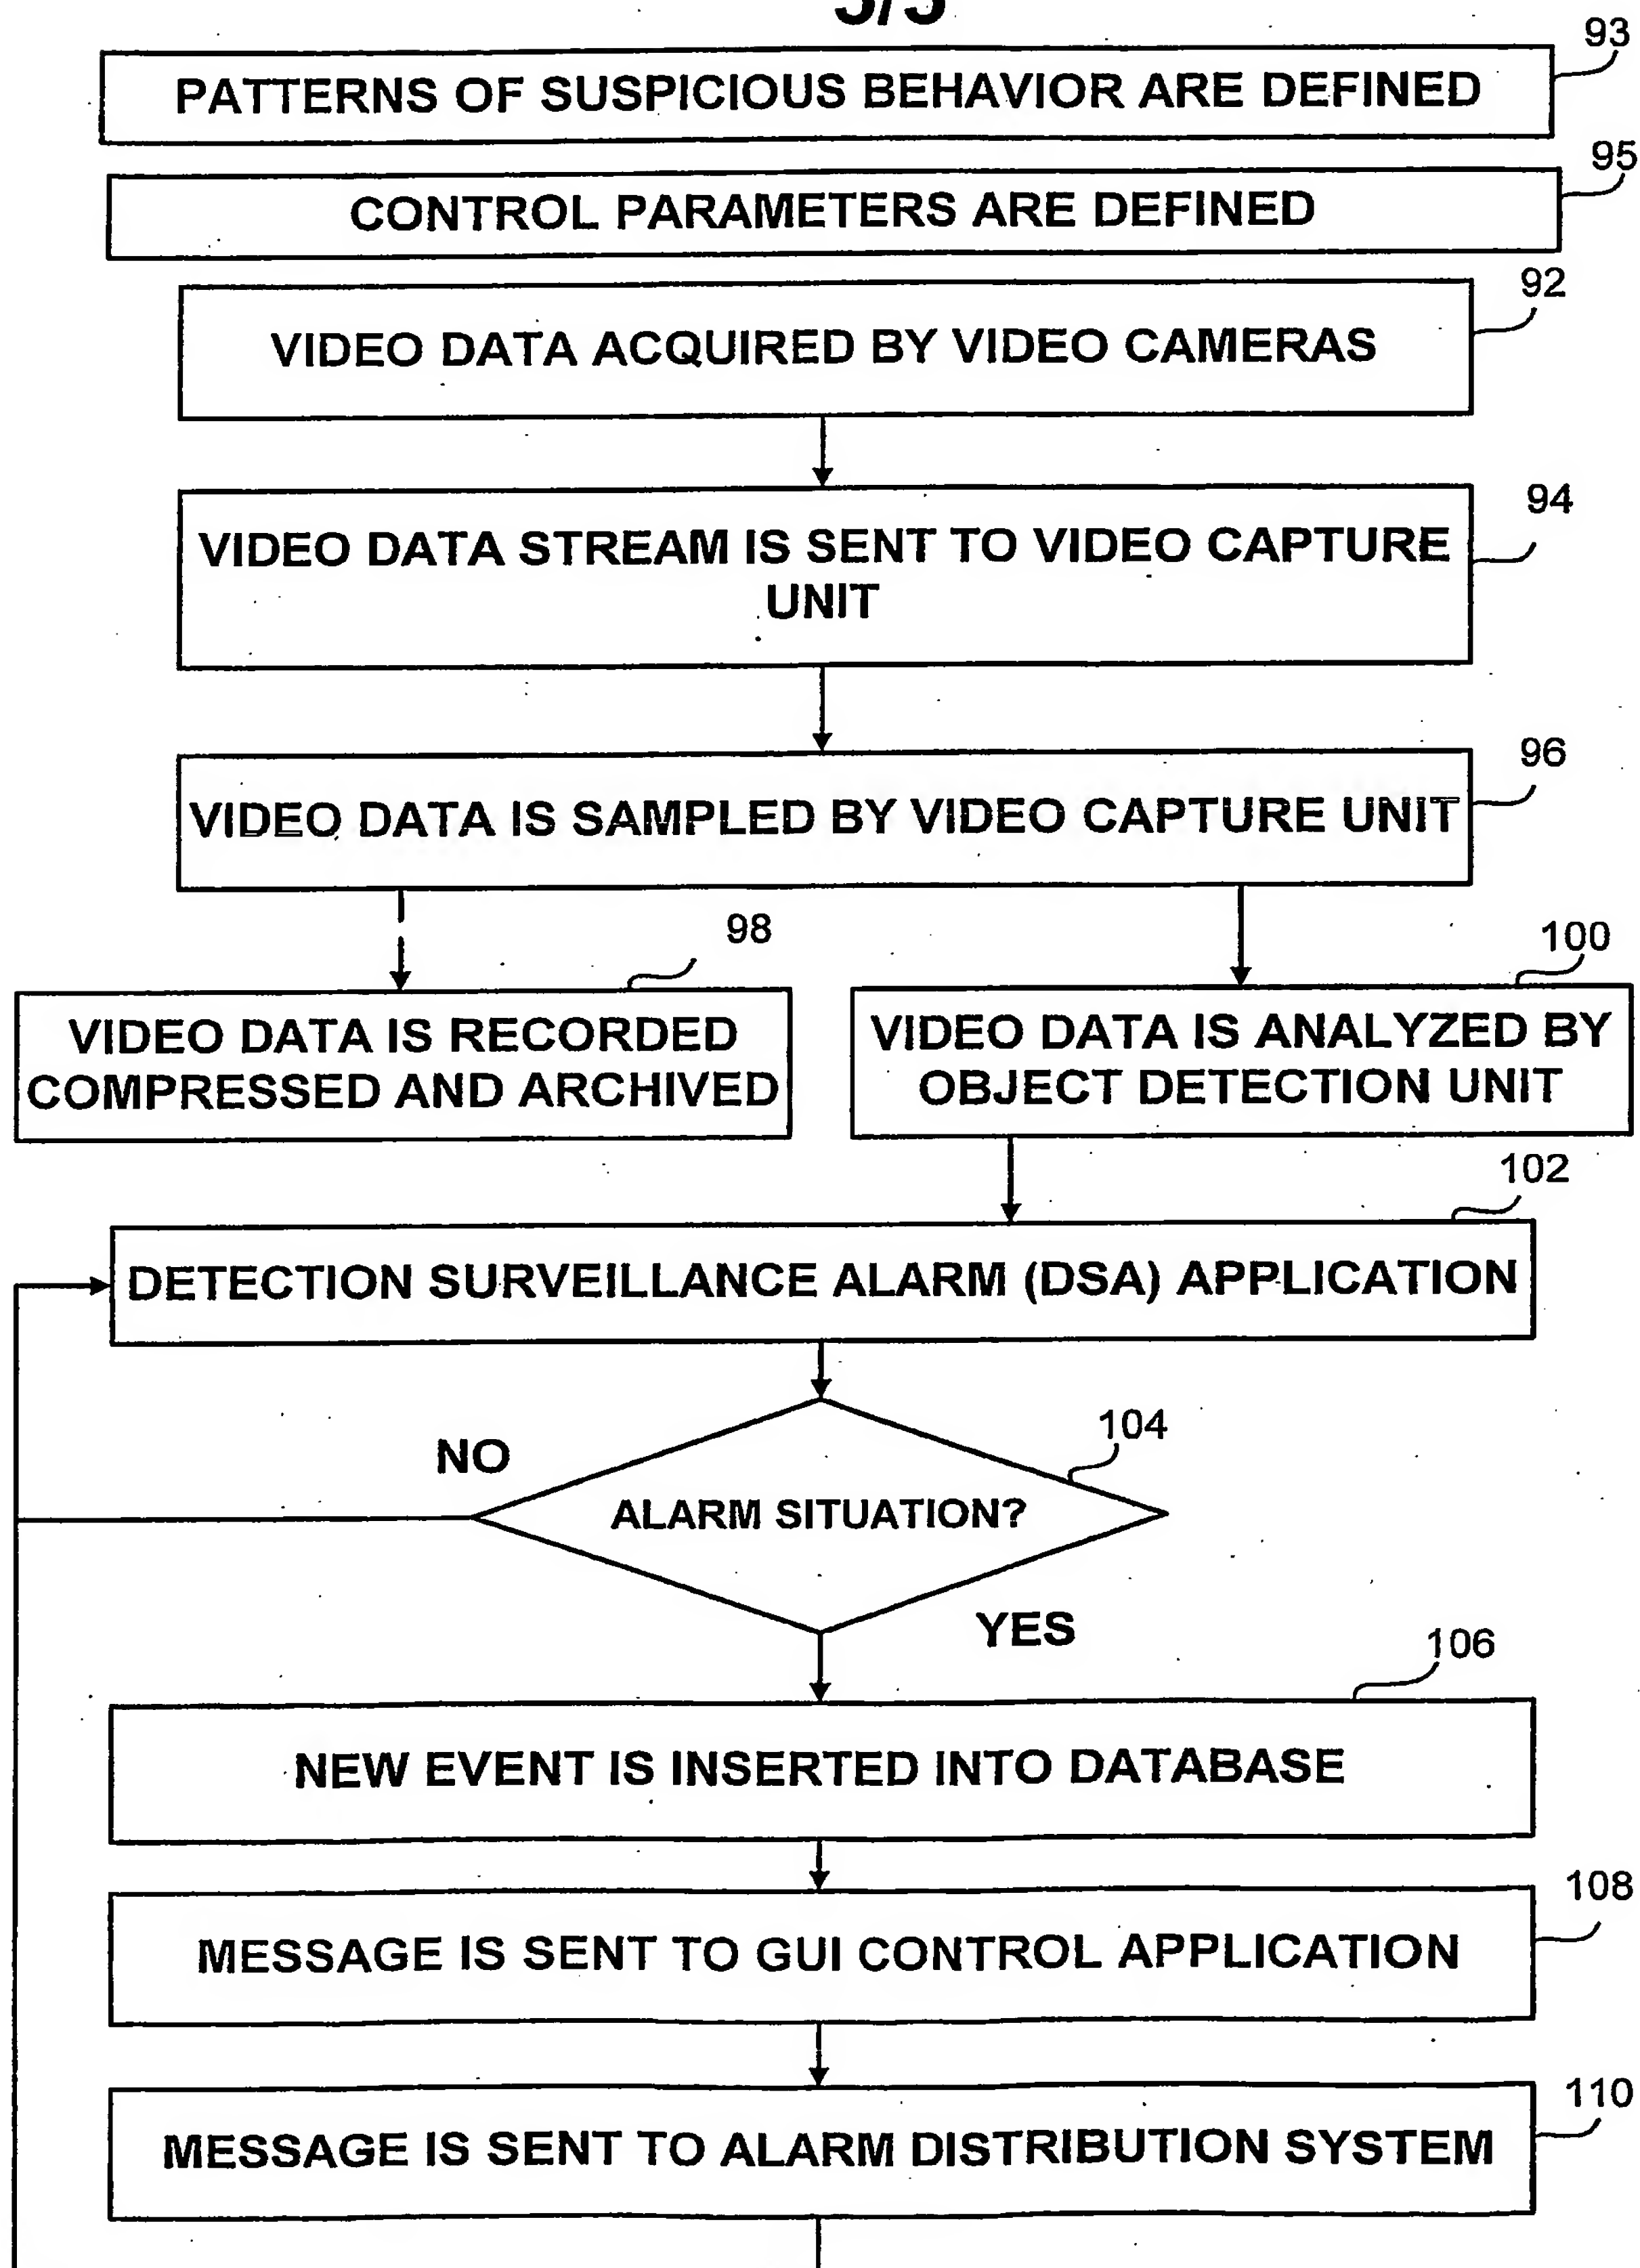 5/5
93
PATTERNS OF SUSPICIOUS BEHAVIOR ARE DEFINED
95
CONTROL PARAMETERS ARE DEFINED
92
VIDEO DATA ACQUIRED BY VIDEO CAMERAS
94
VIDEO DATA STREAM IS SENT TO VIDEO CAPTURE
UNIT
96
VIDEO DATA IS SAMPLED BY VIDEO CAPTURE UNIT
98
VIDEO DATA IS RECORDED
COMPRESSED AND ARCHIVED
100
VIDEO DATA IS ANALYZED BY
OBJECT DETECTION UNIT
102
DETECTION SURVEILLANCE ALARM (DSA) APPLICATION
104
NO
ALARM SITUATION?
YES
106
NEW EVENT IS INSERTED INTO DATABASE
108
MESSAGE IS SENT TO GUI CONTROL APPLICATION
110
MESSAGE IS SENT TO ALARM DISTRIBUTION SYSTEM